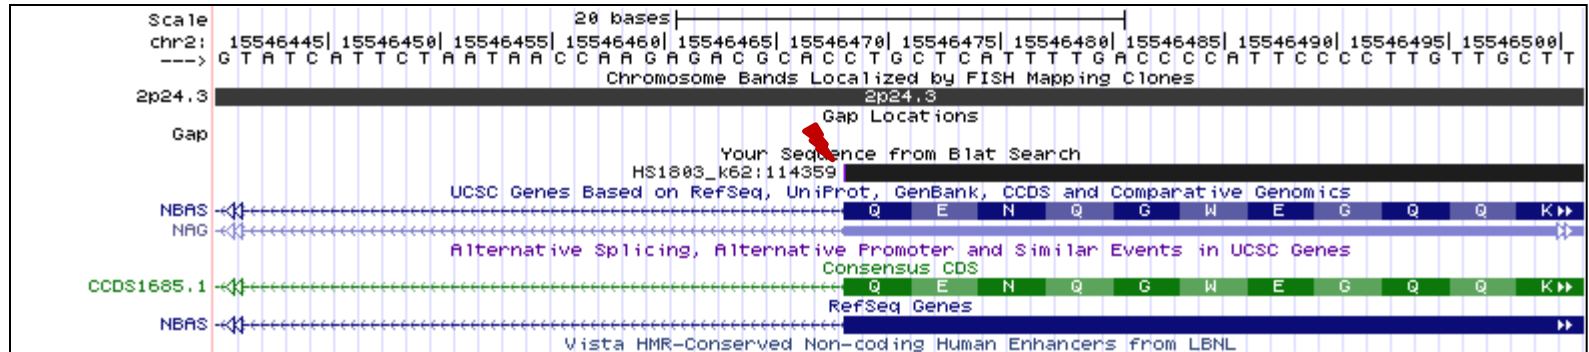 Scale 20 bases
chr2: 15546445| 15546450| 15546455| 15546460| 15546465| 15546470| 15546475| 15546480| 15546485| 15546490| 15546495| 15546500|
---> G T A T C A T T C T A A T A A C C A A G A G A C G C A C C T G C T C A T T T T G A C C C C A T T C C C C T T G T T G C T T
Chromosome Bands Localized by FISH Mapping Clones
2p24.3 2p24.3
Gap Locations
Gap
Your Sequence from Blat Search
HS1803_k62:114359
UCSC Genes Based on RefSeq, UniProt, GenBank, CCDS and Comparative Genomics
NBAS Q E N Q G W E G Q Q K
NAG
Alternative Splicing, Alternative Promoter and Similar Events in UCSC Genes
Consensus CDS
CCDS1685.1 Q E N Q G W E G Q Q K
RefSeq Genes
NBAS
Vista HMR-Conserved Non-coding Human Enhancers from LBNL